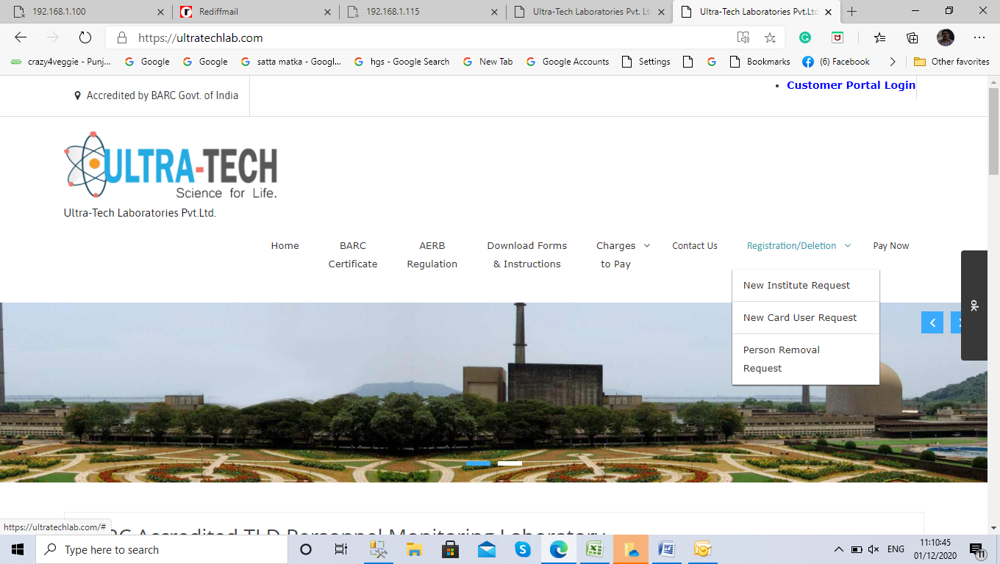 192.168.1.100
Rediffmail
192.168.1.115
Ultra-Tech Laboratories Pvt. Lt
Ultra-Tech Laboratories Pvt.Ltd
https://ultratechlab.com
crazy4veggie - Punj...
Google
Google
satta matka - Googl...
hgs - Google Search
New Tab
Google Accounts
Settings
Bookmarks
(6) Facebook
Other favorites
Accredited by BARC Govt. of India
Customer Portal Login
ULTRA-TECH
Science for Life.
Ultra-Tech Laboratories Pvt.Ltd.
Home
BARC
Certificate
AERB
Regulation
Download Forms
& Instructions
Charges
to Pay
Contact Us
Registration/Deletion
Pay Now
New Institute Request
New Card User Request
Person Removal
Request
ok
https://ultratechlab.com/#
Accredited TLD Personnel Monitoring Laboratory
Type here to search
ENG
11:10:45
01/12/2020
11